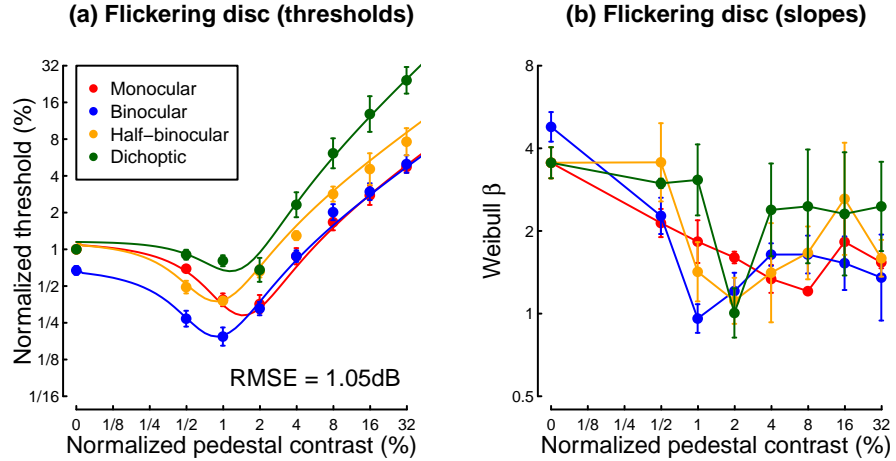 (a) Flickering disc (thresholds)
Normalized threshold (%)
32
16
8
4
2
1
1/2
1/4
1/8
1/16
Monocular
Binocular
Half−binocular
Dichoptic
RMSE = 1.05dB
0 1/8 1/4 1/2 1 2 4 8 16 32
Normalized pedestal contrast (%)
(b) Flickering disc (slopes)
Weibull β
8
4
2
1
0.5
0 1/8 1/4 1/2 1 2 4 8 16 32
Normalized pedestal contrast (%)